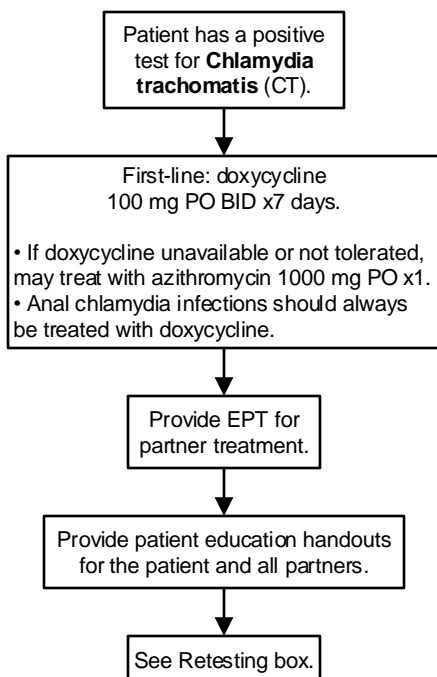 Patient has a positive
test for Chlamydia
trachomatis (CT).
First-line: doxycycline
100 mg PO BID x7 days.
• If doxycycline unavailable or not tolerated,
may treat with azithromycin 1000 mg PO x1.
• Anal chlamydia infections should always
be treated with doxycycline.
Provide EPT for
partner treatment.
Provide patient education handouts
for the patient and all partners.
See Retesting box.